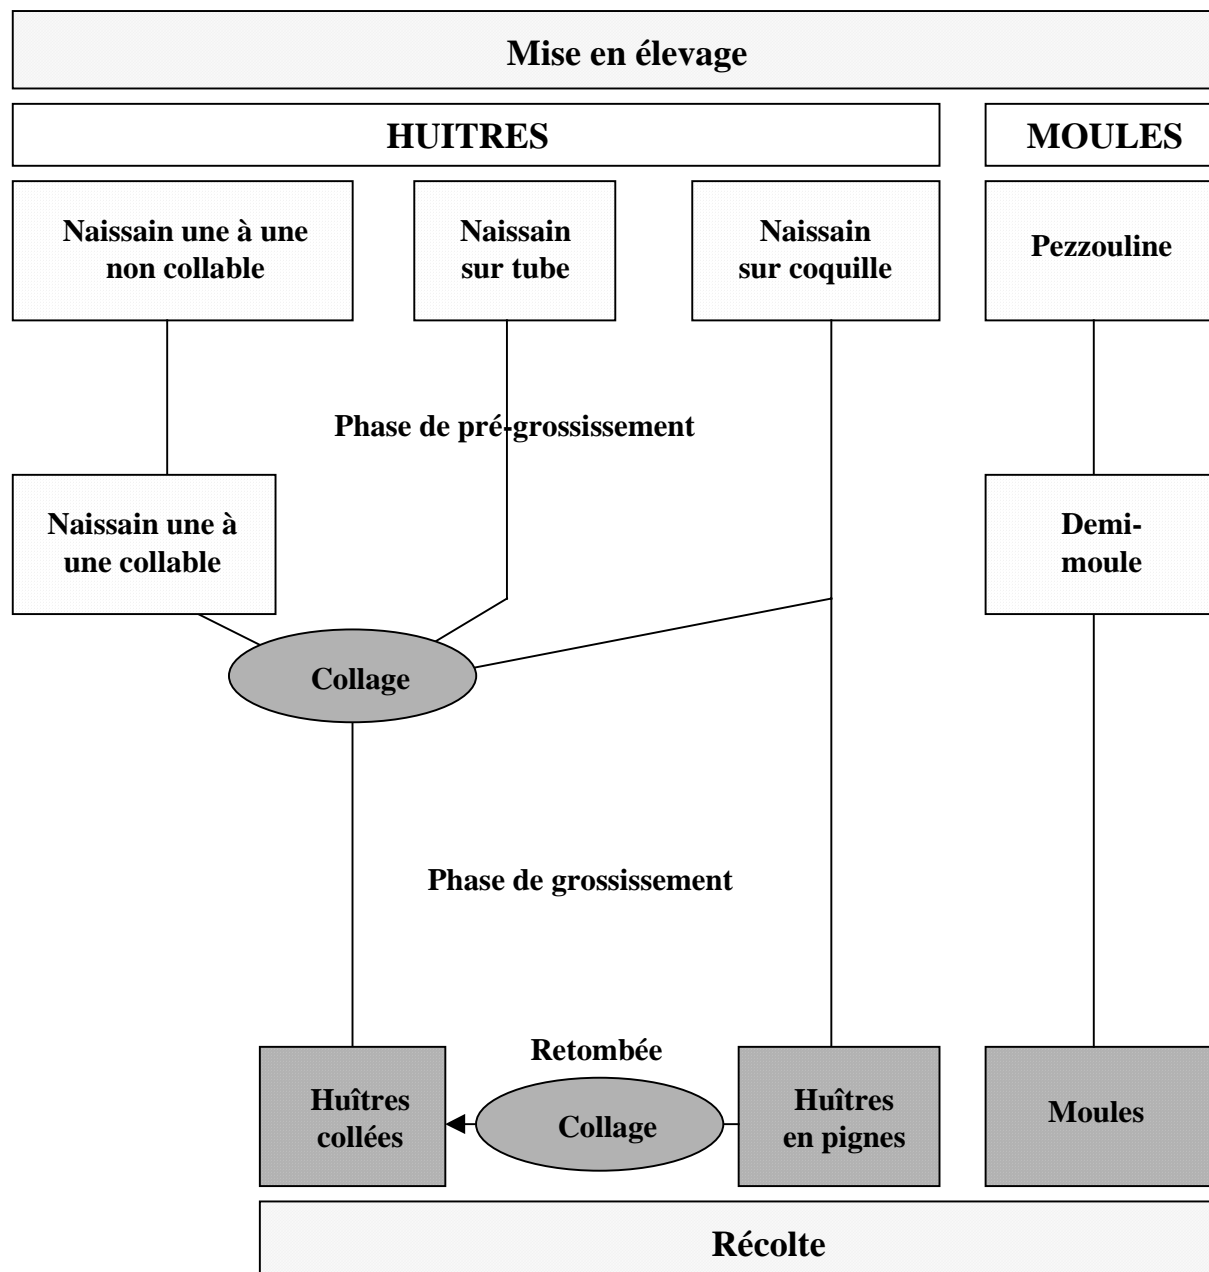 Mise en élevage
HUITRES
MOULES
Naissain une à une
non collable
Naissain
sur tube
Naissain
sur coquille
Pezzouline
Phase de pré-grossissement
Naissain une à
une collable
Demi-
moule
Collage
Phase de grossissement
Retombée
Huîtres
collées
Collage
Huîtres
en pignes
Moules
Récolte